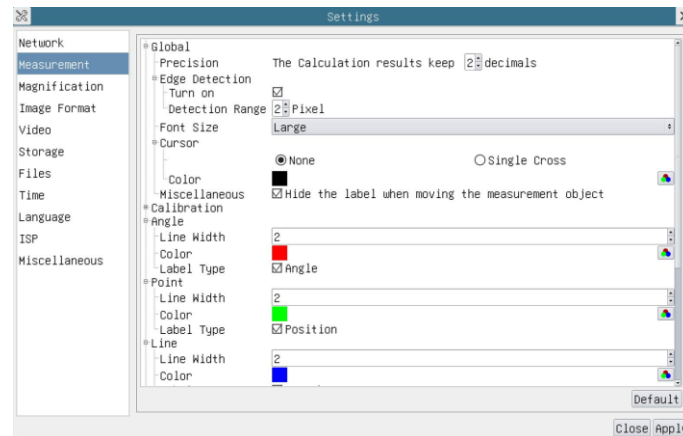 Settings
Network
Measurement
Magnification
Image Format
Video
Storage
Files
Time
Language
ISP
Miscellaneous
Global
Precision The Calculation results keep 2 decimals
Edge Detection
Turn on
Detection Range 2 Pixel
Font Size Large
Cursor
None Single Cross
Color
Miscellaneous Hide the label when moving the measurement object
Calibration
Angle
Line Width 2
Color
Label Type Angle
Point
Line Width 2
Color
Label Type Position
Line
Line Width 2
Color
Default
Close Appl